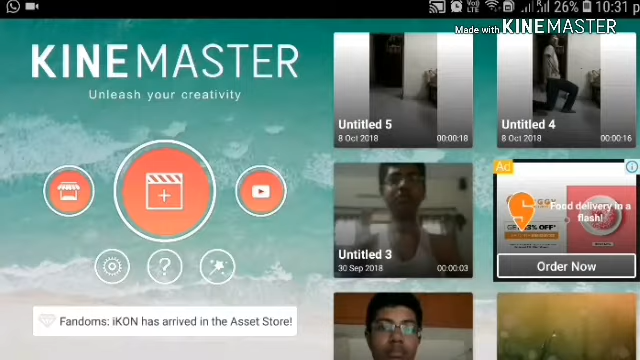 26% 10:31 p
Made with KINEMASTER
KINEMASTER
Unleash your creativity
Fandoms: iKON has arrived in the Asset Store!
Untitled 5
8 Oct 2018 00:00:18
Untitled 4
8 Oct 2018 00:00:16
Untitled 3
30 Sep 2018 00:00:03
Ad
Food delivery in a
flash!
Order Now